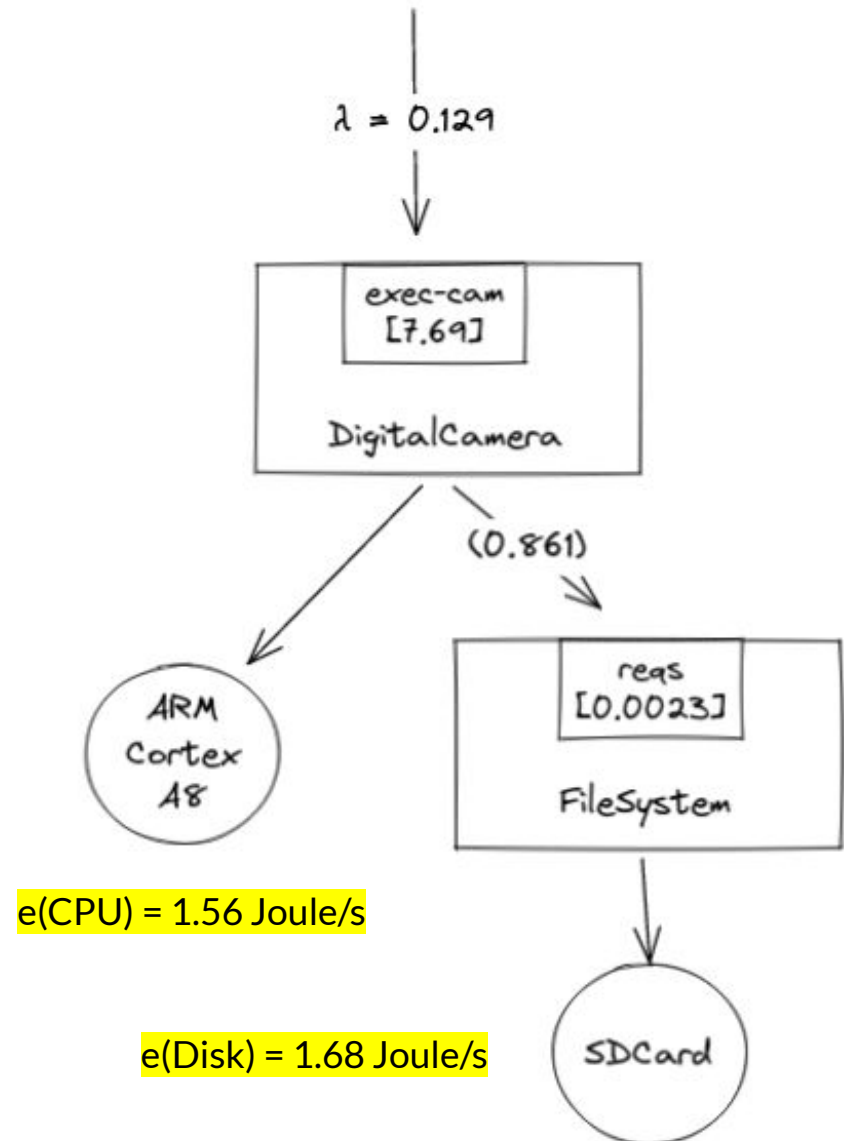 λ = 0.129
exec-cam
[7.69]
DigitalCamera
(0.861)
reqs
[0.0023]
FileSystem
ARM
Cortex
A8
e(CPU) = 1.56 Joule/s
e(Disk) = 1.68 Joule/s
SDCard